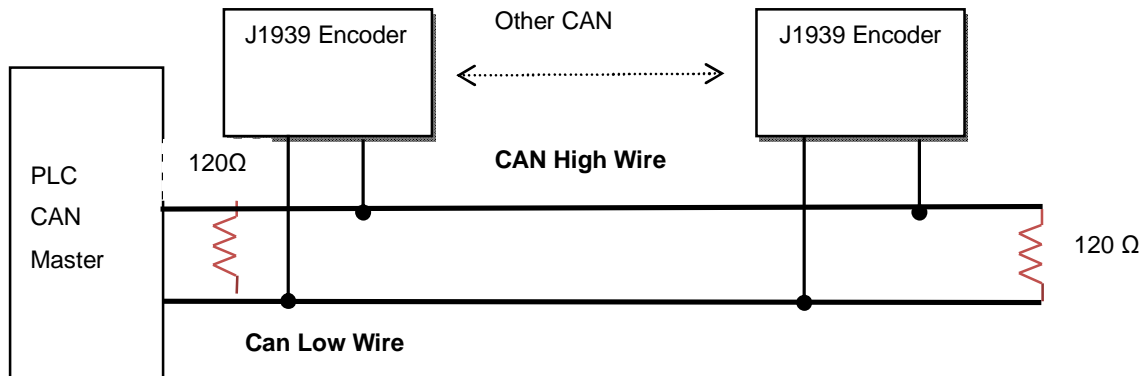 J1939 Encoder
Other CAN
J1939 Encoder
120Ω
CAN High Wire
PLC
CAN
Master
120 Ω
Can Low Wire